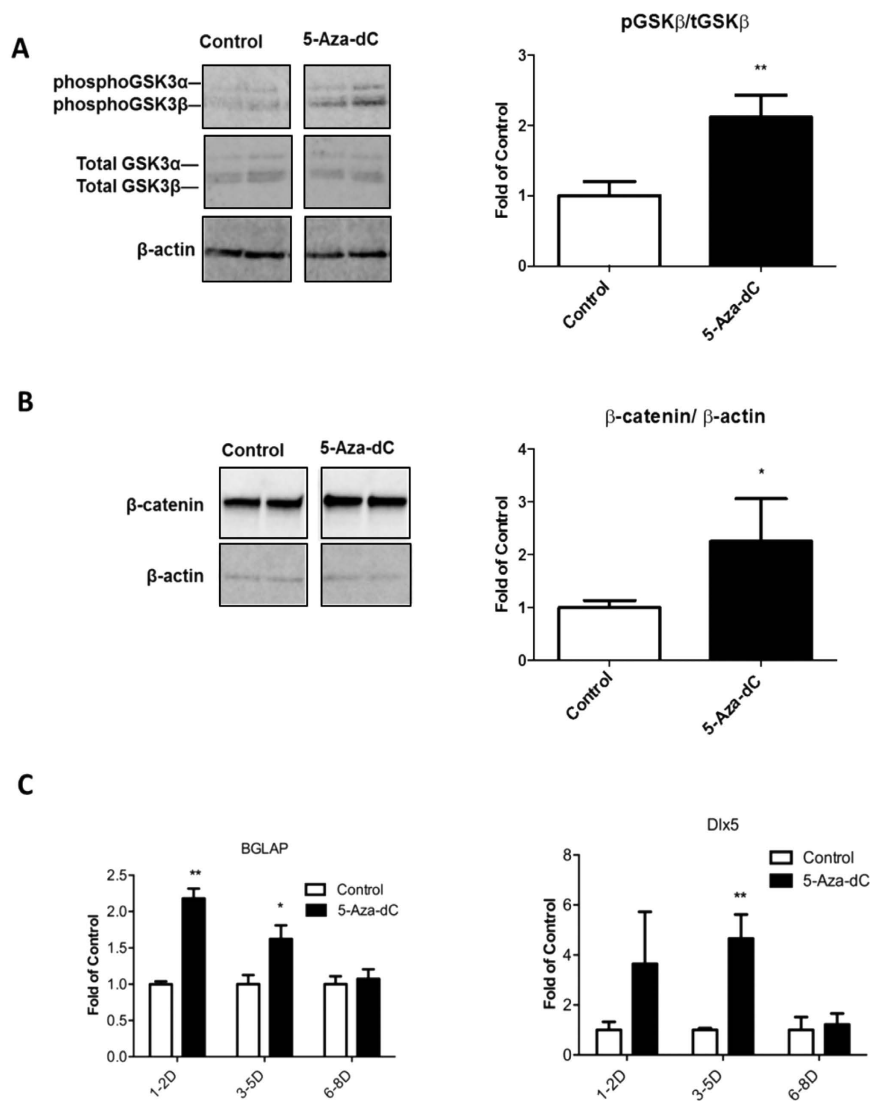 A
Control 5-Aza-dC
phosphoGSK3α
phosphoGSK3β
Total GSK3α
Total GSK3β
β-actin
pGSKβ/tGSKβ
Fold of Control
3
2
1
0
**
Control
5-Aza-dC
B
Control 5-Aza-dC
β-catenin
β-actin
β-catenin/ β-actin
Fold of Control
4
3
2
1
0
*
Control
5-Aza-dC
C
BGLAP
Fold of Control
2.5
2.0
1.5
1.0
0.5
0.0
**
*
Control
5-Aza-dC
1-2D
3-5D
6-8D
Dlx5
Fold of Control
8
6
4
2
0
**
Control
5-Aza-dC
1-2D
3-5D
6-8D